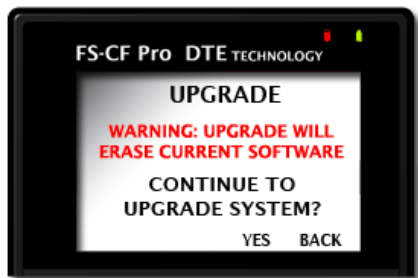 FS-CF Pro DTE TECHNOLOGY
UPGRADE
WARNING: UPGRADE WILL
ERASE CURRENT SOFTWARE
CONTINUE TO
UPGRADE SYSTEM?
YES BACK